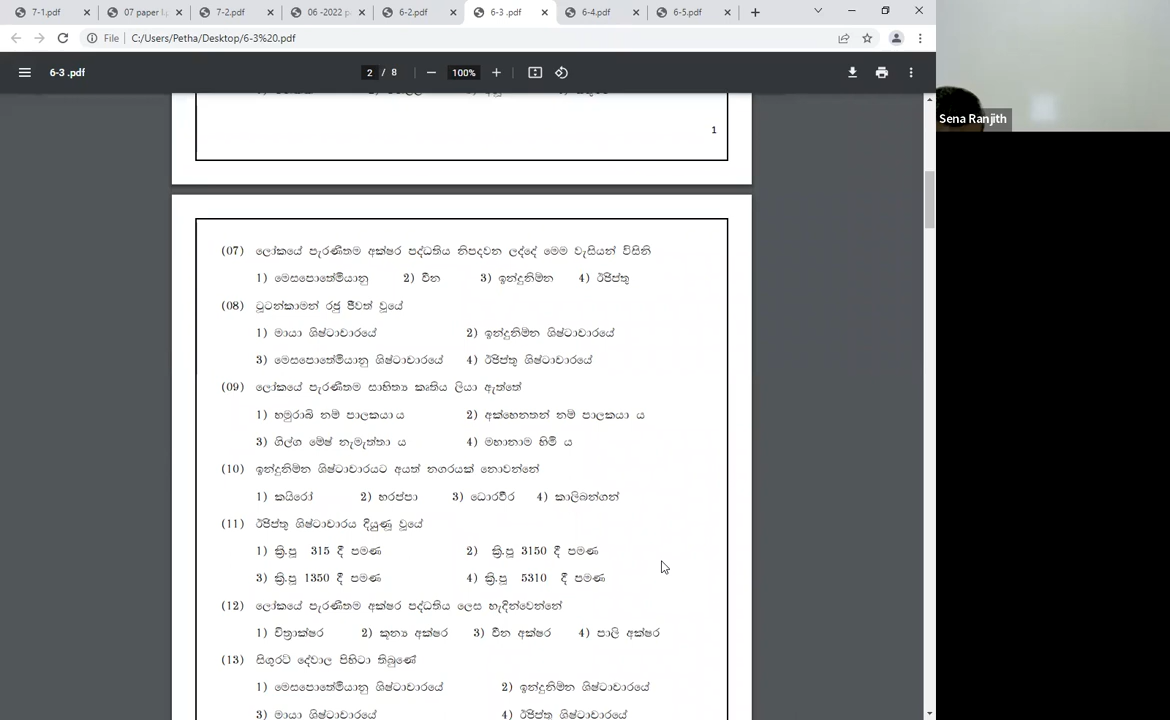 7-1.pdf
07 paper I.p
7-2.pdf
06 -2022 p
6-2.pdf
6-3 .pdf
6-4.pdf
6-5.pdf
File C:/Users/Petha/Desktop/6-3%20.pdf
6-3 .pdf 2 / 8 100%
Sena Ranjith
1
(07) ලෝකයේ පැරණීතම අක්ෂර පද්ධතිය නිපදවන ලද්දේ මෙම වැසියන් විසිනි
1) මෙසපොතේමියානු 2) චීන 3) ඉන්දුනිම්න 4) ඊජිප්තු
(08) ටූටන්කාමන් රජු ජීවත් වූයේ
1) මායා ශිෂ්ටාචාරයේ 2) ඉන්දුනිම්න ශිෂ්ටාචාරයේ
3) මෙසපොතේමියානු ශිෂ්ටාචාරයේ 4) ඊජිප්තු ශිෂ්ටාචාරයේ
(09) ලෝකයේ පැරණීතම සාහිත්‍ය කෘතිය ලියා ඇත්තේ
1) හමුරාබි නම් පාලකයා ය 2) අක්හෙනතන් නම් පාලකයා ය
3) ගිල්ග මේෂ් නැමැත්තා ය 4) මහානාම හිමි ය
(10) ඉන්දුනිම්න ශිෂ්ටාචාරයට අයත් නගරයක් නොවන්නේ
1) කයිරෝ 2) හරප්පා 3) ධොරවීර 4) කාලිබන්ගන්
(11) ඊජිප්තු ශිෂ්ටාචාරය දියුණු වූයේ
1) ක්‍රි.පූ 315 දී පමණ 2) ක්‍රි.පූ 3150 දී පමණ
3) ක්‍රි.පූ 1350 දී පමණ 4) ක්‍රි.පූ 5310 දී පමණ
(12) ලෝකයේ පැරණීතම අක්ෂර පද්ධතිය ලෙස හැඳින්වෙන්නේ
1) චිත්‍රාක්ෂර 2) කුන්‍ය අක්ෂර 3) චීන අක්ෂර 4) පාලි අක්ෂර
(13) සිගුරට් දේවාල පිහිටා තිබුණේ
1) මෙසපොතේමියානු ශිෂ්ටාචාරයේ 2) ඉන්දුනිම්න ශිෂ්ටාචාරයේ
3) මායා ශිෂ්ටාචාරයේ 4) ඊජිප්තු ශිෂ්ටාචාරයේ